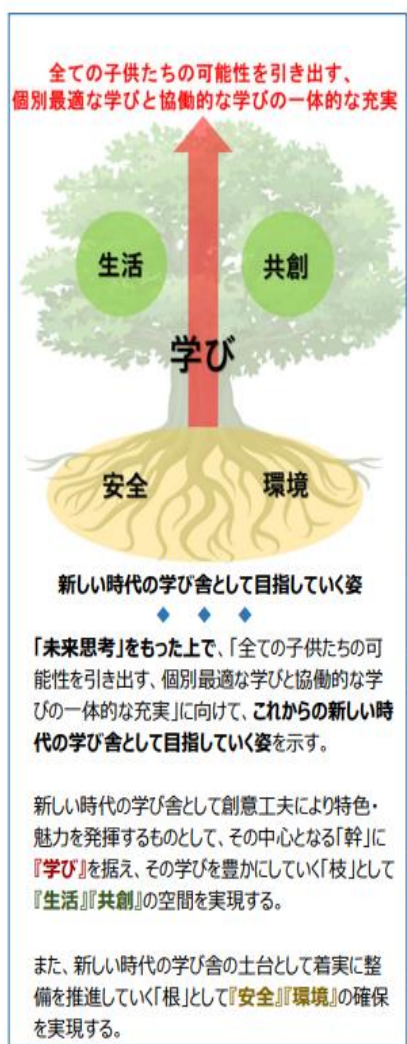 全ての子供たちの可能性を引き出す、
個別最適な学びと協働的な学びの一体的な充実
生活
共創
学び
安全
環境
新しい時代の学び舎として目指していく姿
「未来思考」をもった上で、「全ての子供たちの可
能性を引き出す、個別最適な学びと協働的な学
びの一体的な充実」に向けて、これからの新しい時
代の学び舎として目指していく姿を示す。
新しい時代の学び舎として創意工夫により特色・
魅力を発揮するものとして、その中心となる「幹」に
『学び』を据え、その学びを豊かにしていく「枝」として
『生活』『共創』の空間を実現する。
また、新しい時代の学び舎の土台として着実に整
備を推進していく「根」として『安全』『環境』の確保
を実現する。